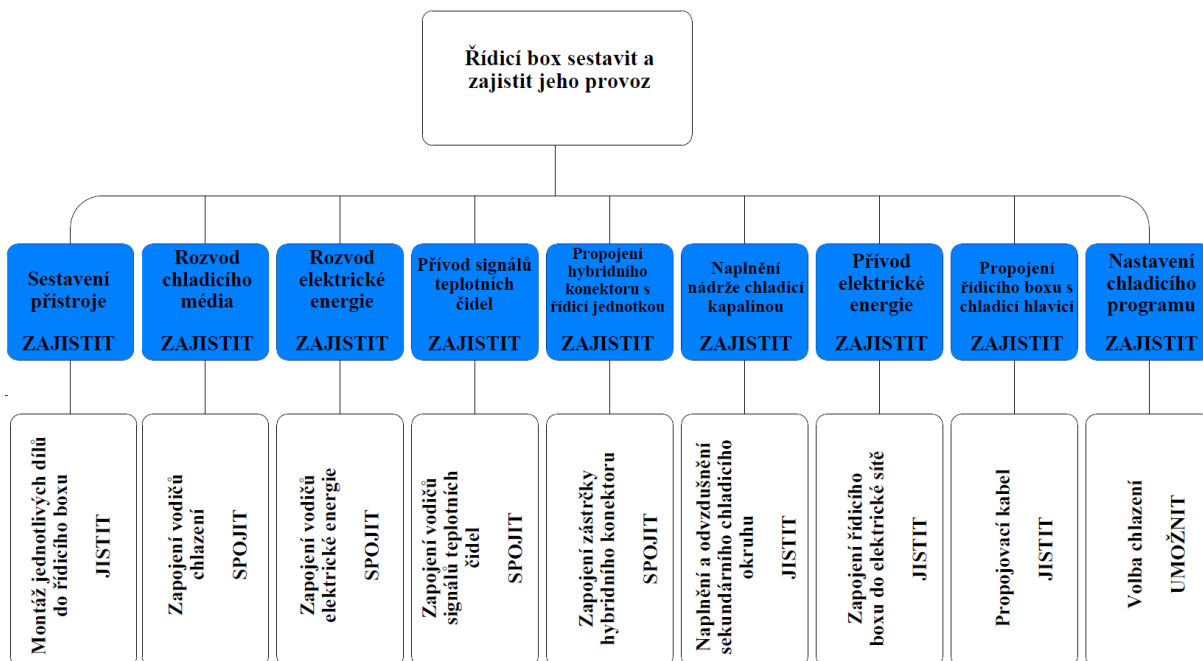 Řídicí box sestavit a
zajistit jeho provoz
Sestavení
přístroje
ZAJISTIT
Rozvod
chladicího
média
ZAJISTIT
Rozvod
elektrické
energie
ZAJISTIT
Přívod signálů
teplotních
čidel
ZAJISTIT
Propojení
hybridního
konektoru s
řídicí jednotkou
ZAJISTIT
Naplnění
nádrže chladicí
kapalinou
ZAJISTIT
Přívod
elektrické
energie
ZAJISTIT
Propojení
řídicího boxu s
chladicí hlavicí
ZAJISTIT
Nastavení
chladicího
programu
ZAJISTIT
Montáž jednotlivých dílů
do řídicího boxu
JISTIT
Zapojení vodičů
chlazení
SPOJIT
Zapojení vodičů
elektrické energie
SPOJIT
Zapojení vodičů
signálů teplotních
čidel
SPOJIT
Zapojení zástrčky
hybridního konektoru
SPOJIT
Naplnění a odvzdušnění
sekundárního chladicího
okruhu
JISTIT
Zapojení řídicího
boxu do elektrické sítě
JISTIT
Propojovací kabel
JISTIT
Volba chlazení
UMOŽNIT